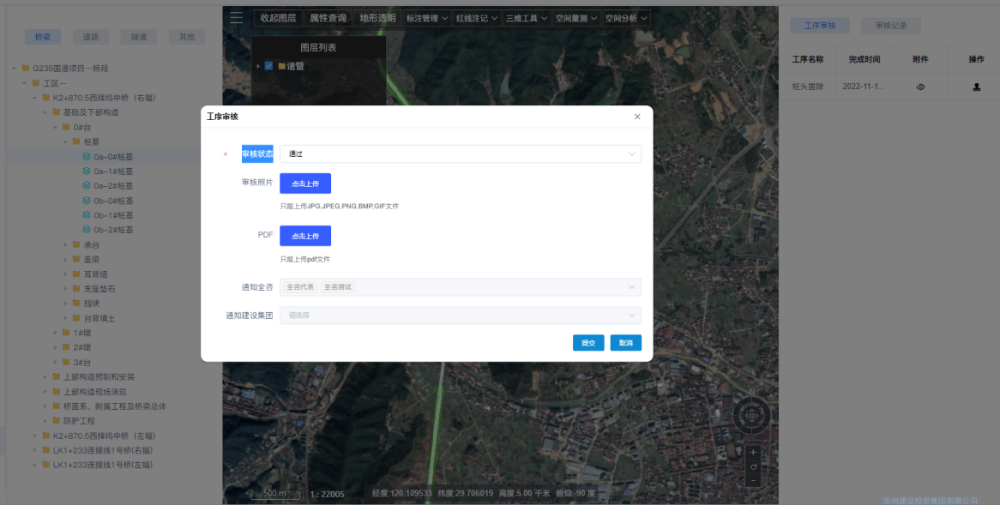 桥梁 道路 隧道 其他
G235国道项目一标段
工区一
K2+870.5西择坞中桥（右幅）
基础及下部构造
0#台
桩基
0a-0#桩基
0a-1#桩基
0a-2#桩基
0b-0#桩基
0b-1#桩基
0b-2#桩基
承台
盖梁
耳背墙
支座垫石
挡块
台背填土
1#墩
2#墩
3#台
上部构造预制和安装
上部构造现场浇筑
桥面系、附属工程及桥梁总体
防护工程
K2+870.5西择坞中桥（左幅）
LK1+233连接线1号桥(右幅)
LK1+233连接线1号桥(左幅)
收起图层 属性查询 地形透明 标注管理 红线注记 三维工具 空间量测 空间分析
图层列表
诸暨
工序审核
* 审核状态 通过
审核照片 点击上传
只能上传JPG,JPEG,PNG,BMP,GIF文件
PDF 点击上传
只能上传pdf文件
通知全咨 全咨代表 全咨测试
通知建设集团 请选择
提交 取消
500 m 1 : 22005 经度:120.109533 纬度:29.706019 高度:5.00 千米 俯仰:-90 度
工序审核 审核记录
工序名称 完成时间 附件 操作
桩头凿除 2022-11-1...
池州建设投资集团有限公司